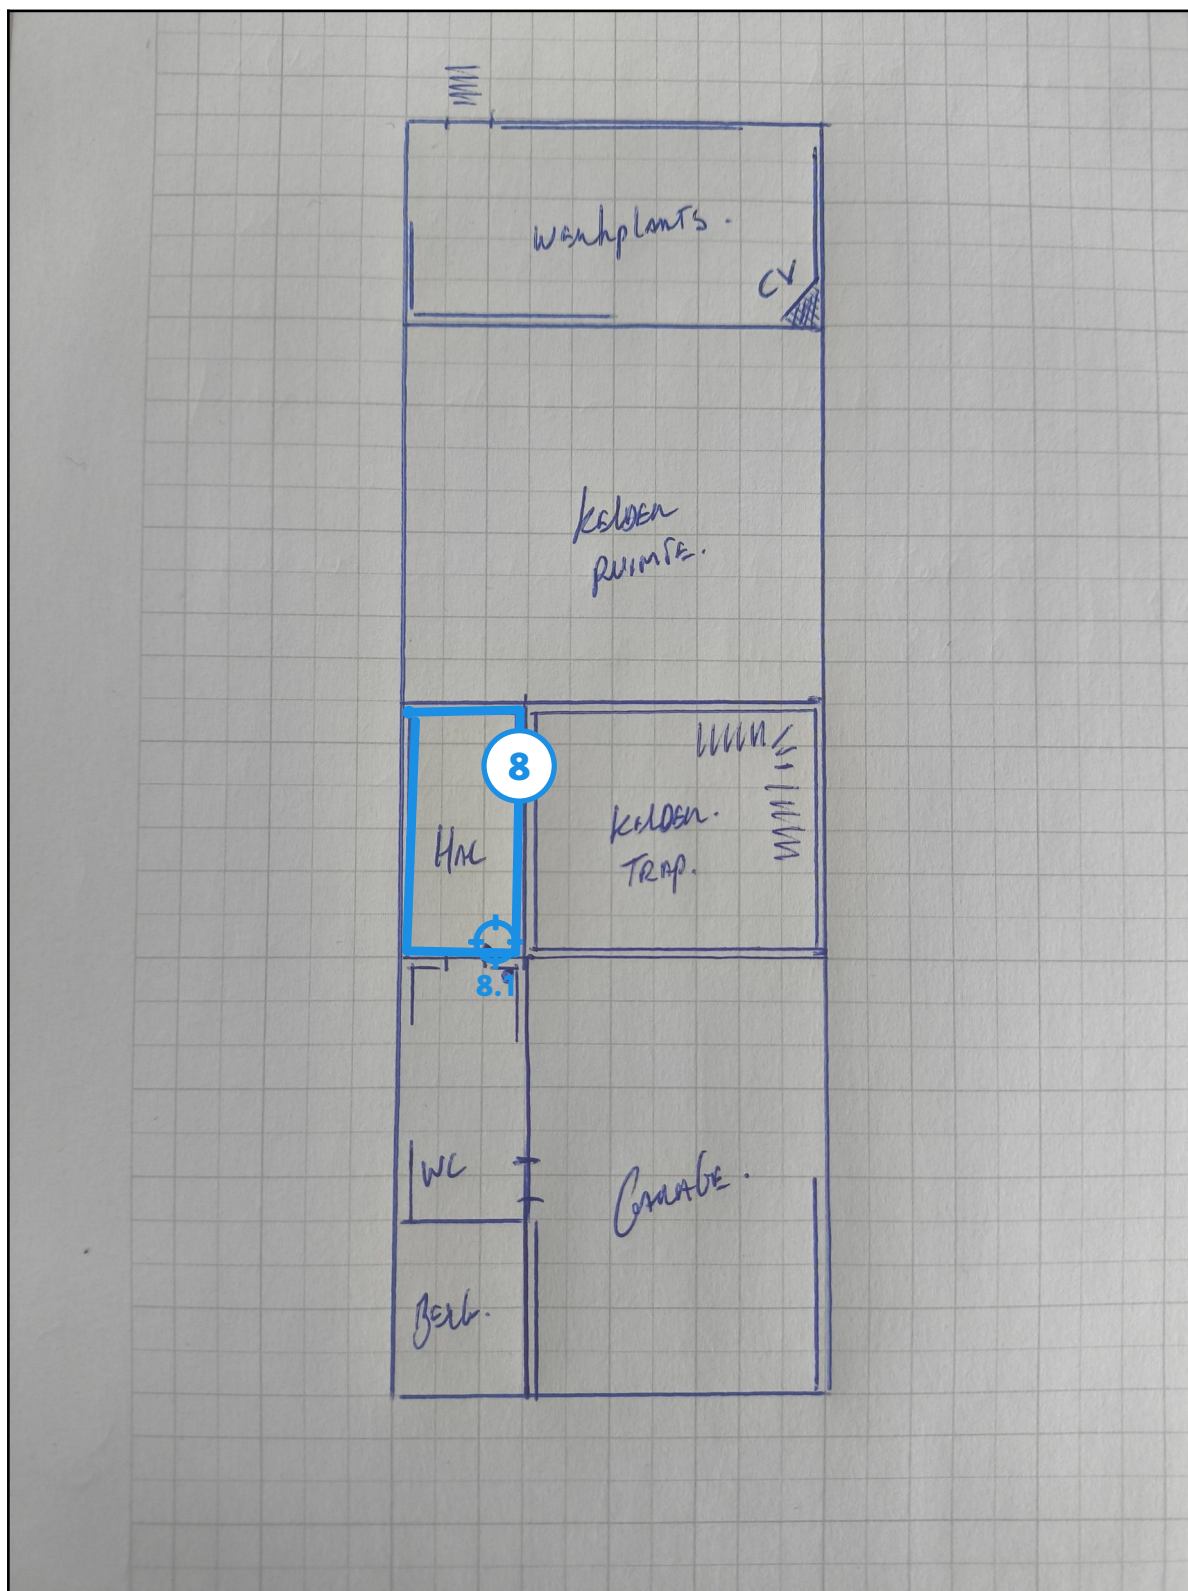 Werkplaats.
CV
Kelder
Ruimte.
8
Hal
Kelder.
Trap.
8.1
WC
Garage.
Berg.